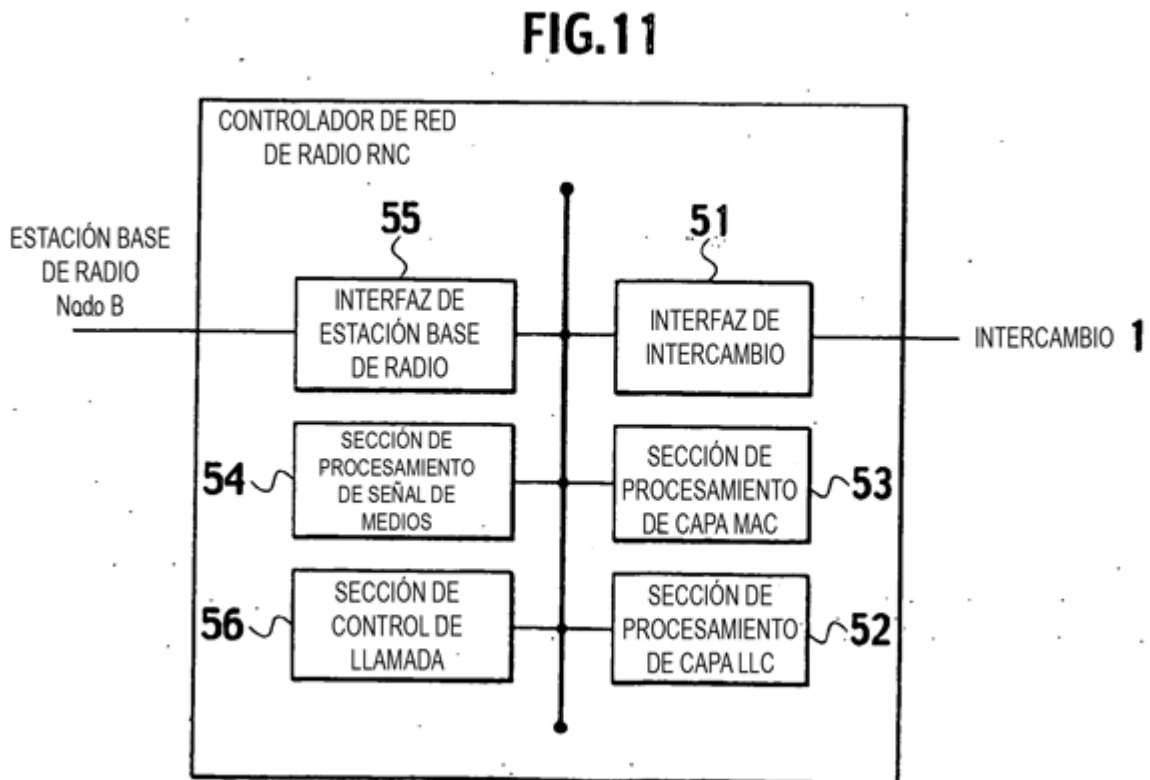 FIG.11
CONTROLADOR DE RED
DE RADIO RNC
55
51
ESTACIÓN BASE
DE RADIO
Nodo B
INTERFAZ DE
ESTACIÓN BASE
DE RADIO
INTERFAZ DE
INTERCAMBIO
INTERCAMBIO 1
54
SECCIÓN DE
PROCESAMIENTO
DE SEÑAL DE
MEDIOS
SECCIÓN DE
PROCESAMIENTO
DE CAPA MAC
53
56
SECCIÓN DE
CONTROL DE
LLAMADA
SECCIÓN DE
PROCESAMIENTO
DE CAPA LLC
52